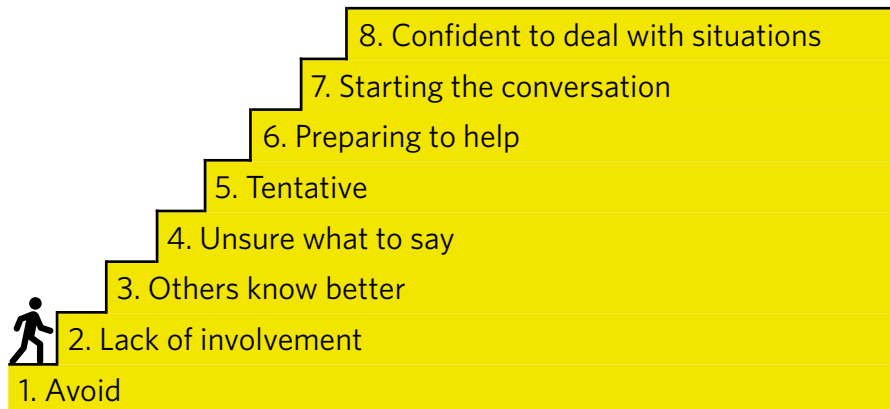 8. Confident to deal with situations
7. Starting the conversation
6. Preparing to help
5. Tentative
4. Unsure what to say
3. Others know better
2. Lack of involvement
1. Avoid